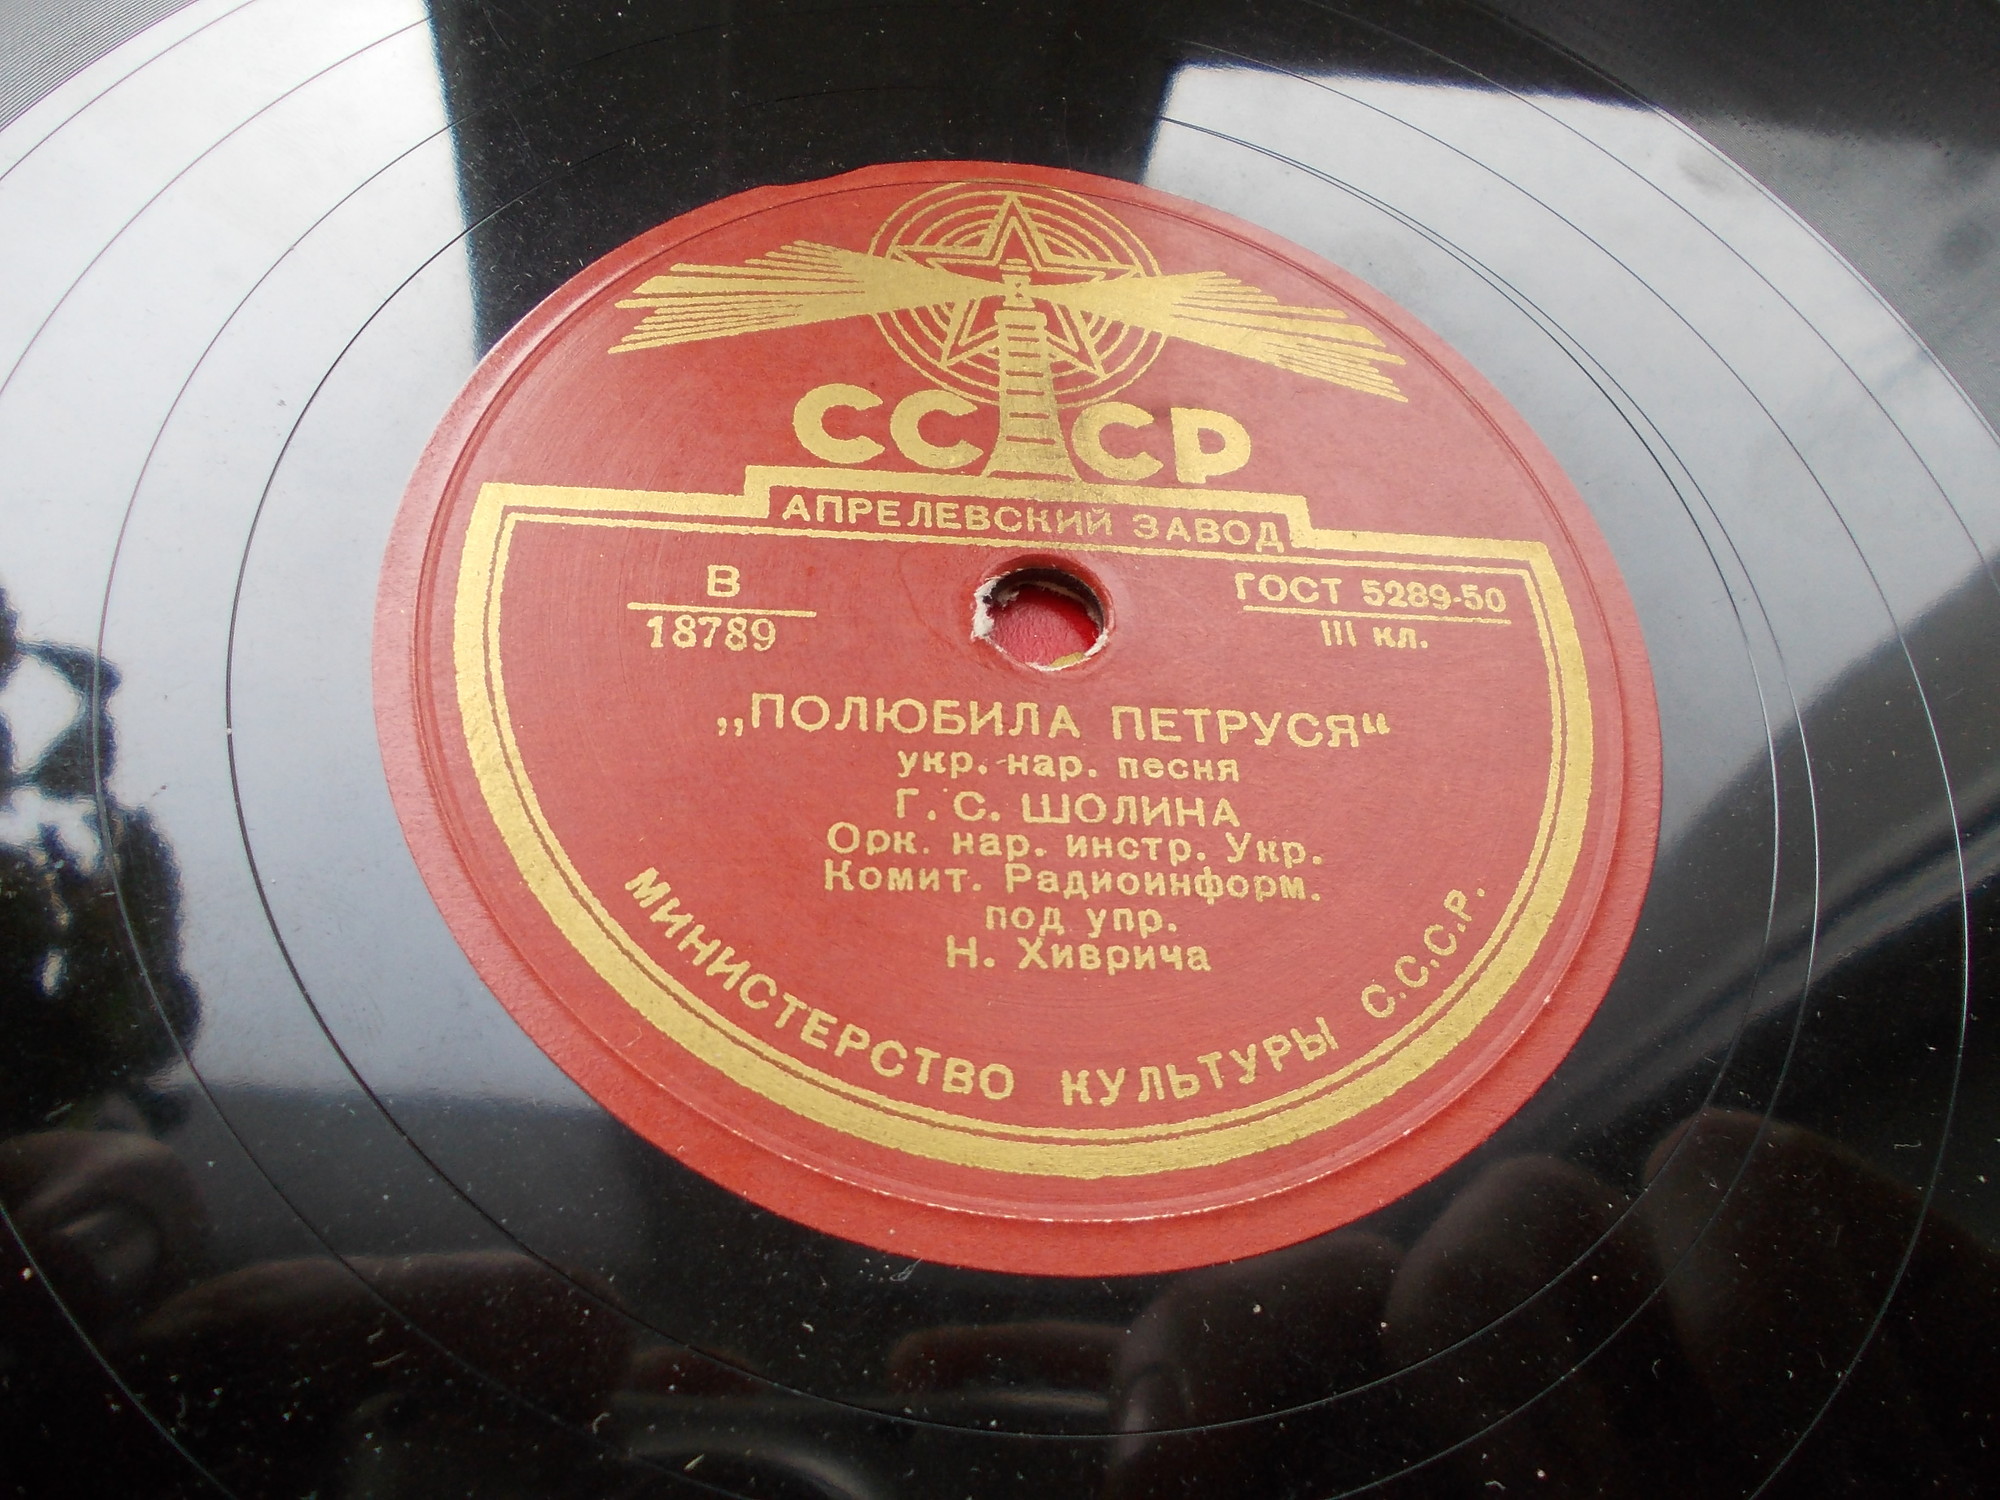 СССР
АПРЕЛЕВСКИЙ ЗАВОД
В
18789
ГОСТ 5289-50
III кл.
„ПОЛЮБИЛА ПЕТРУСЯ“
укр. нар. песня
Г. С. ШОЛИНА
Орк. нар. инстр. Укр.
Комит. Радиоинформ.
под упр.
Н. Хиврича
МИНИСТЕРСТВО КУЛЬТУРЫ С.С.С.Р.